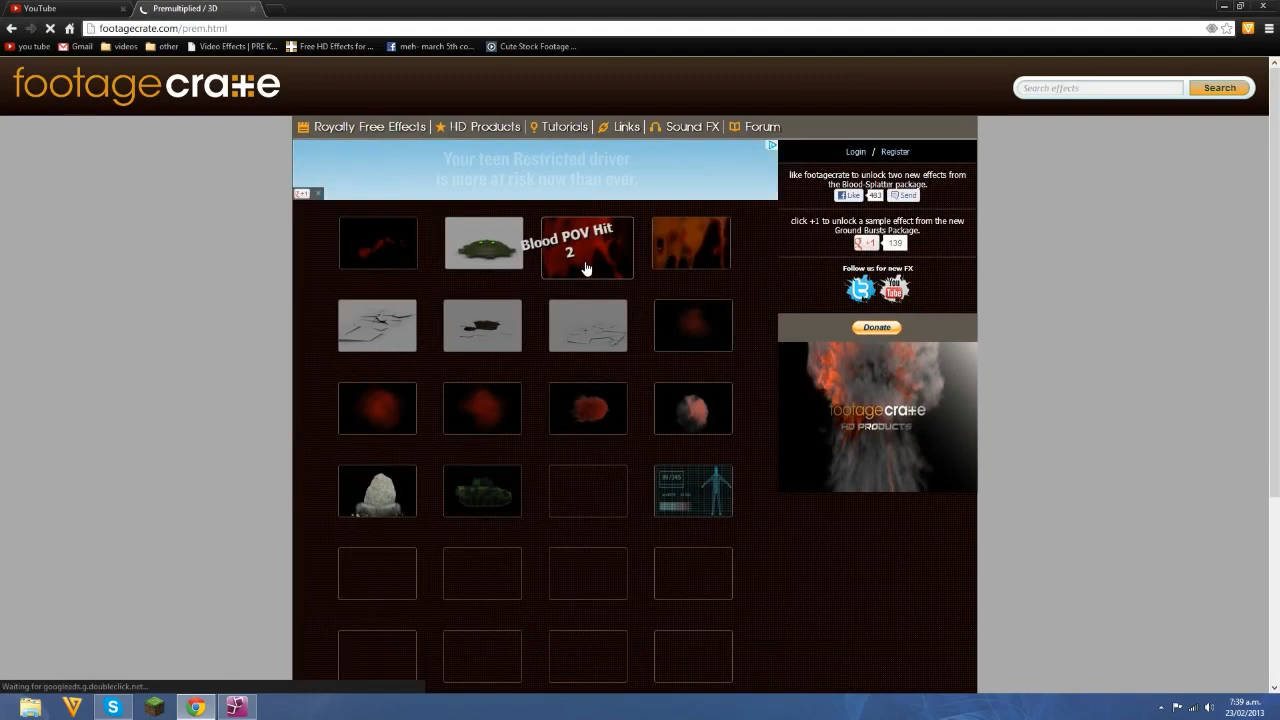 YouTube
Premultiplied / 3D
footagecrate.com/prem.html
you tube
Gmail
videos
other
Video Effects | PRE K...
Free HD Effects for ...
meh- march 5th co...
Cute Stock Footage ...
footagecrate
Search effects
Search
Royalty Free Effects
HD Products
Tutorials
Links
Sound FX
Forum
Your teen Restricted driver
is more at risk now than ever.
+1
Login / Register
like footagecrate to unlock two new effects from
the Blood-Splatter package.
Like
483
Send
click +1 to unlock a sample effect from the new
Ground Bursts Package.
+1
139
Follow us for new FX
You
Tube
Donate
footagecrate
HD PRODUCTS
Blood POV Hit
2
Waiting for googleads.g.doubleclick.net...
7:39 a.m.
23/02/2013